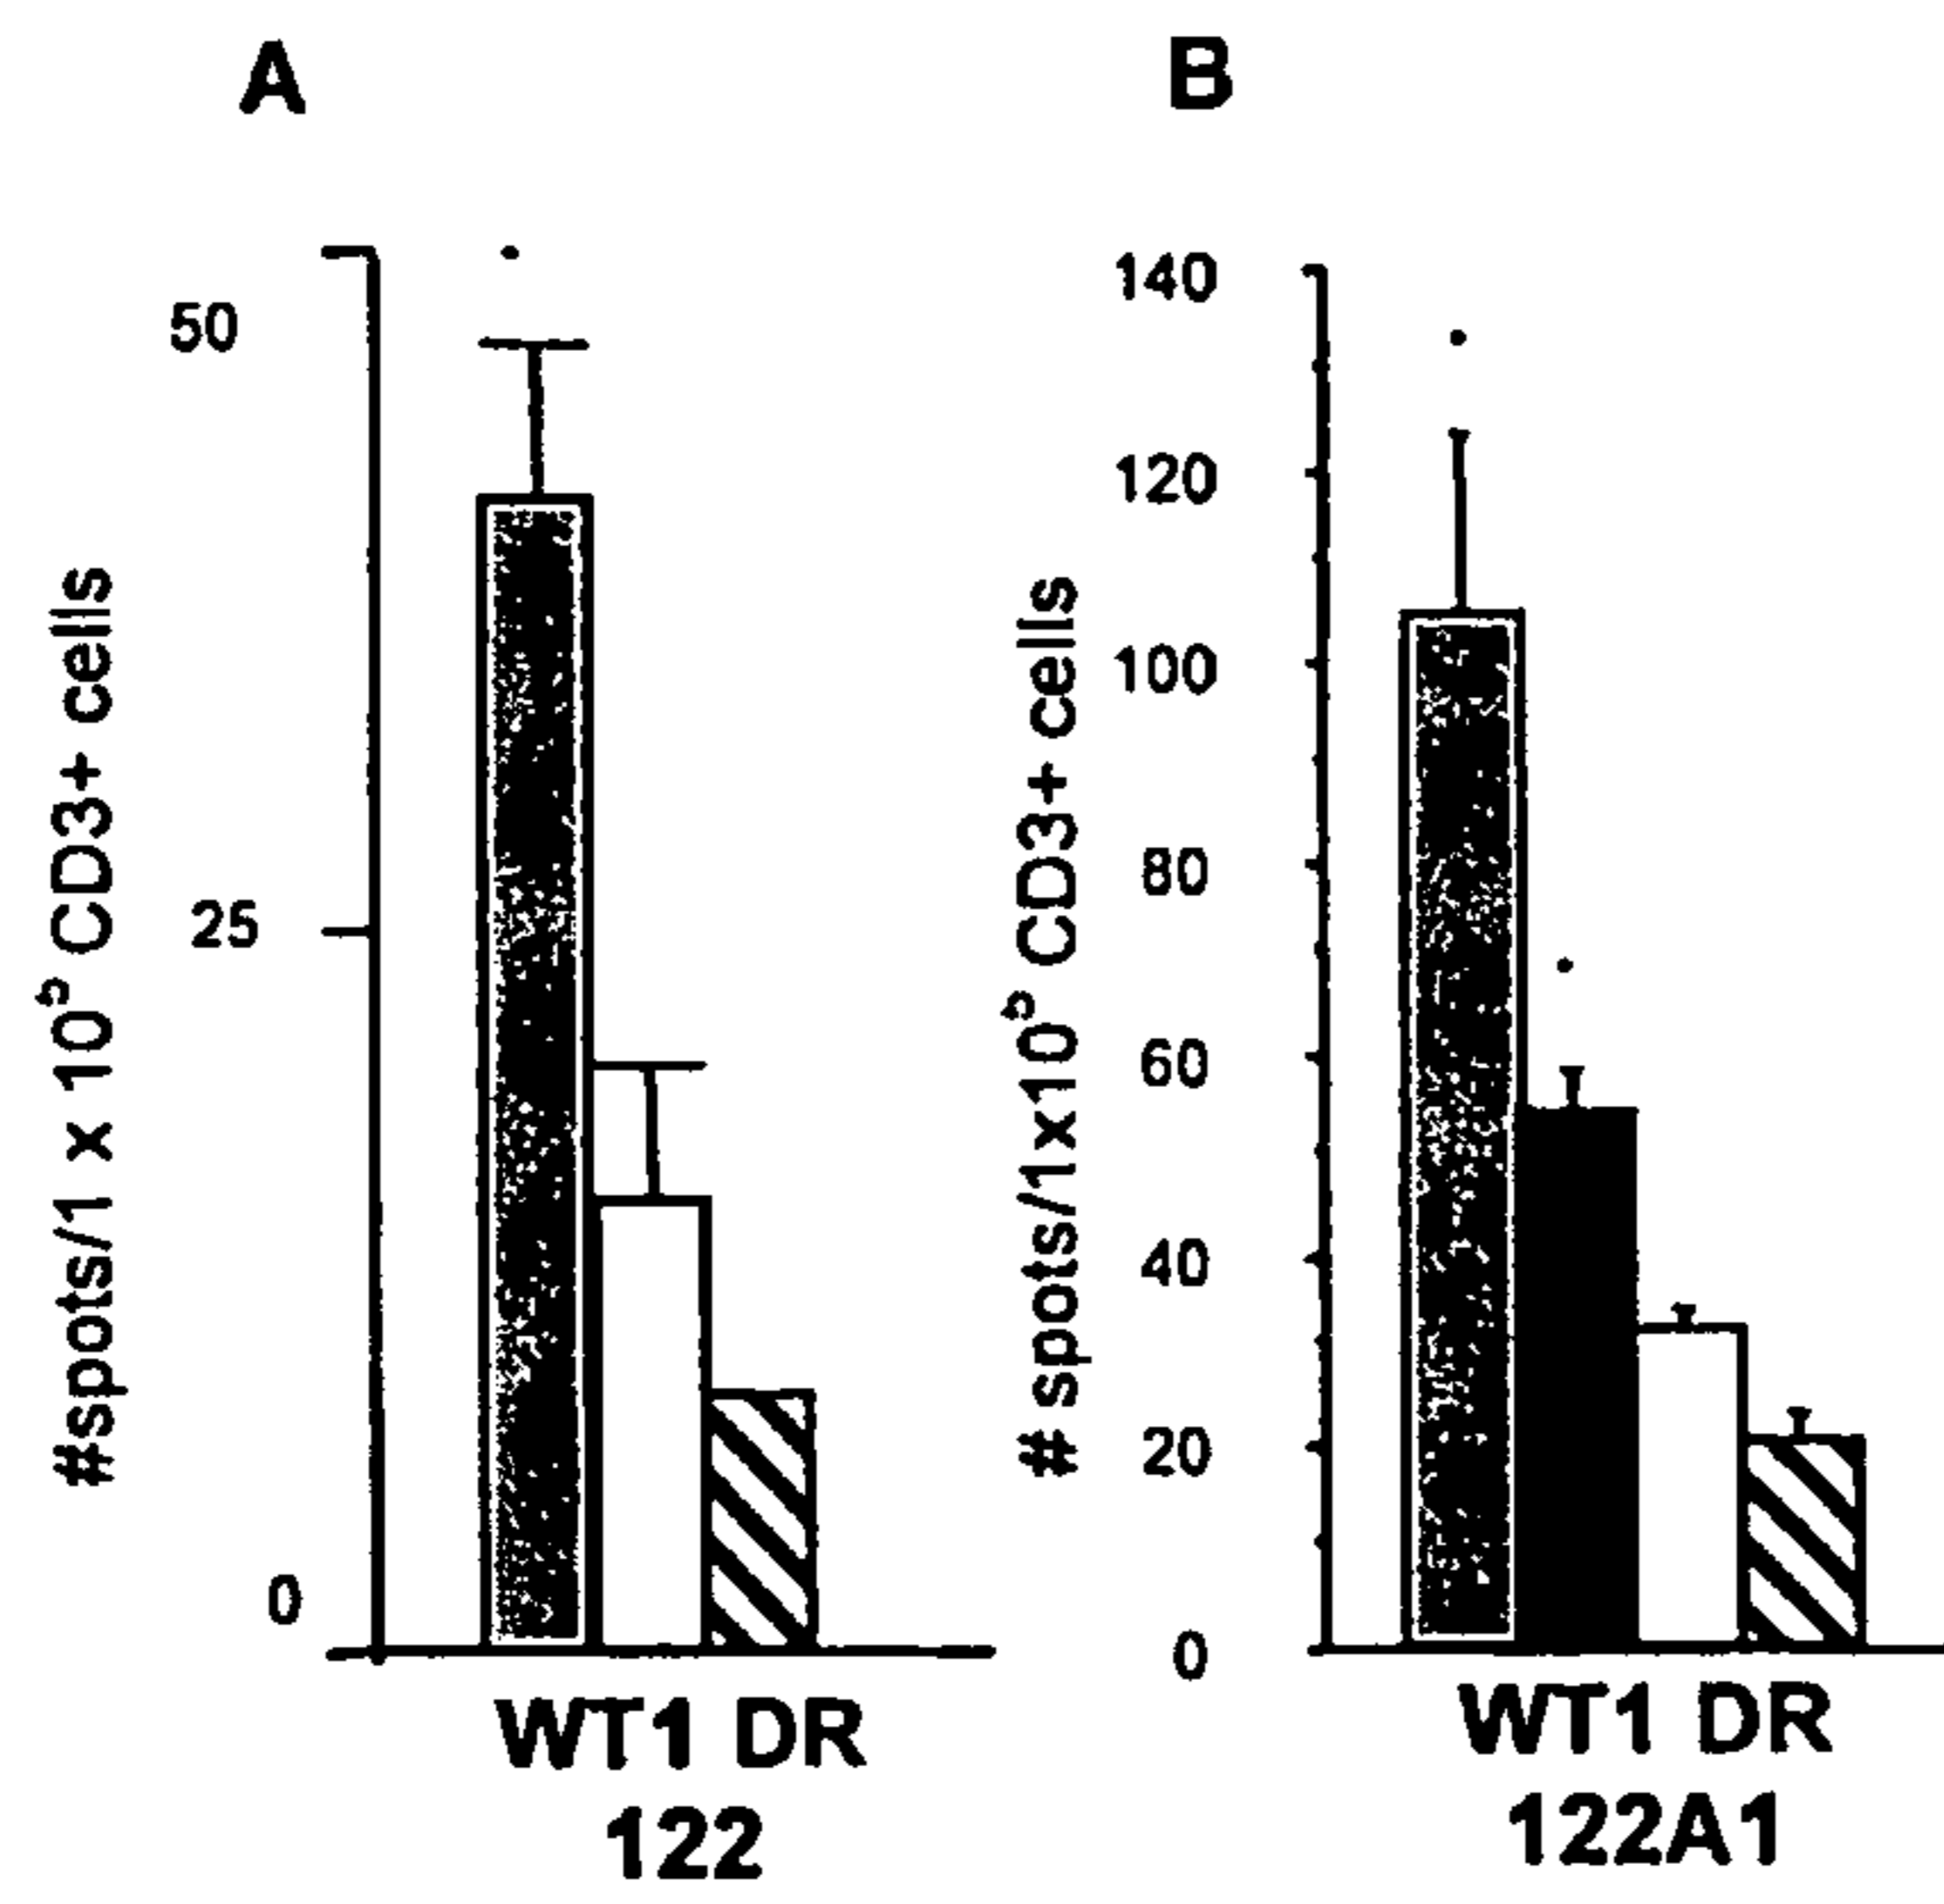 A
B
50
25
0
#spots/1 x 10⁵ CD3+ cells
WT1 DR
122
140
120
100
80
60
40
20
0
# spots/1x10⁵ CD3+ cells
WT1 DR
122A1